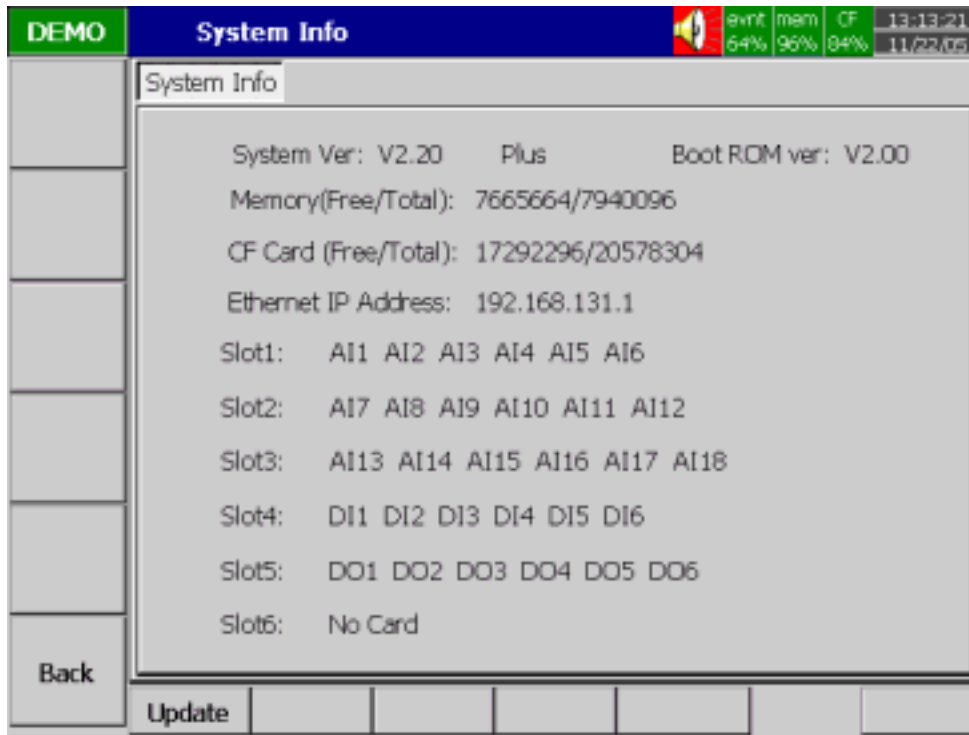 DEMO System Info evnt mem CF 13:13:21
64% 96% 84% 11/22/05
System Info
System Ver: V2.20 Plus Boot ROM ver: V2.00
Memory(Free/Total): 7665664/7940096
CF Card (Free/Total): 17292296/20578304
Ethernet IP Address: 192.168.131.1
Slot1: AI1 AI2 AI3 AI4 AI5 AI6
Slot2: AI7 AI8 AI9 AI10 AI11 AI12
Slot3: AI13 AI14 AI15 AI16 AI17 AI18
Slot4: DI1 DI2 DI3 DI4 DI5 DI6
Slot5: DO1 DO2 DO3 DO4 DO5 DO6
Slot6: No Card
Back
Update